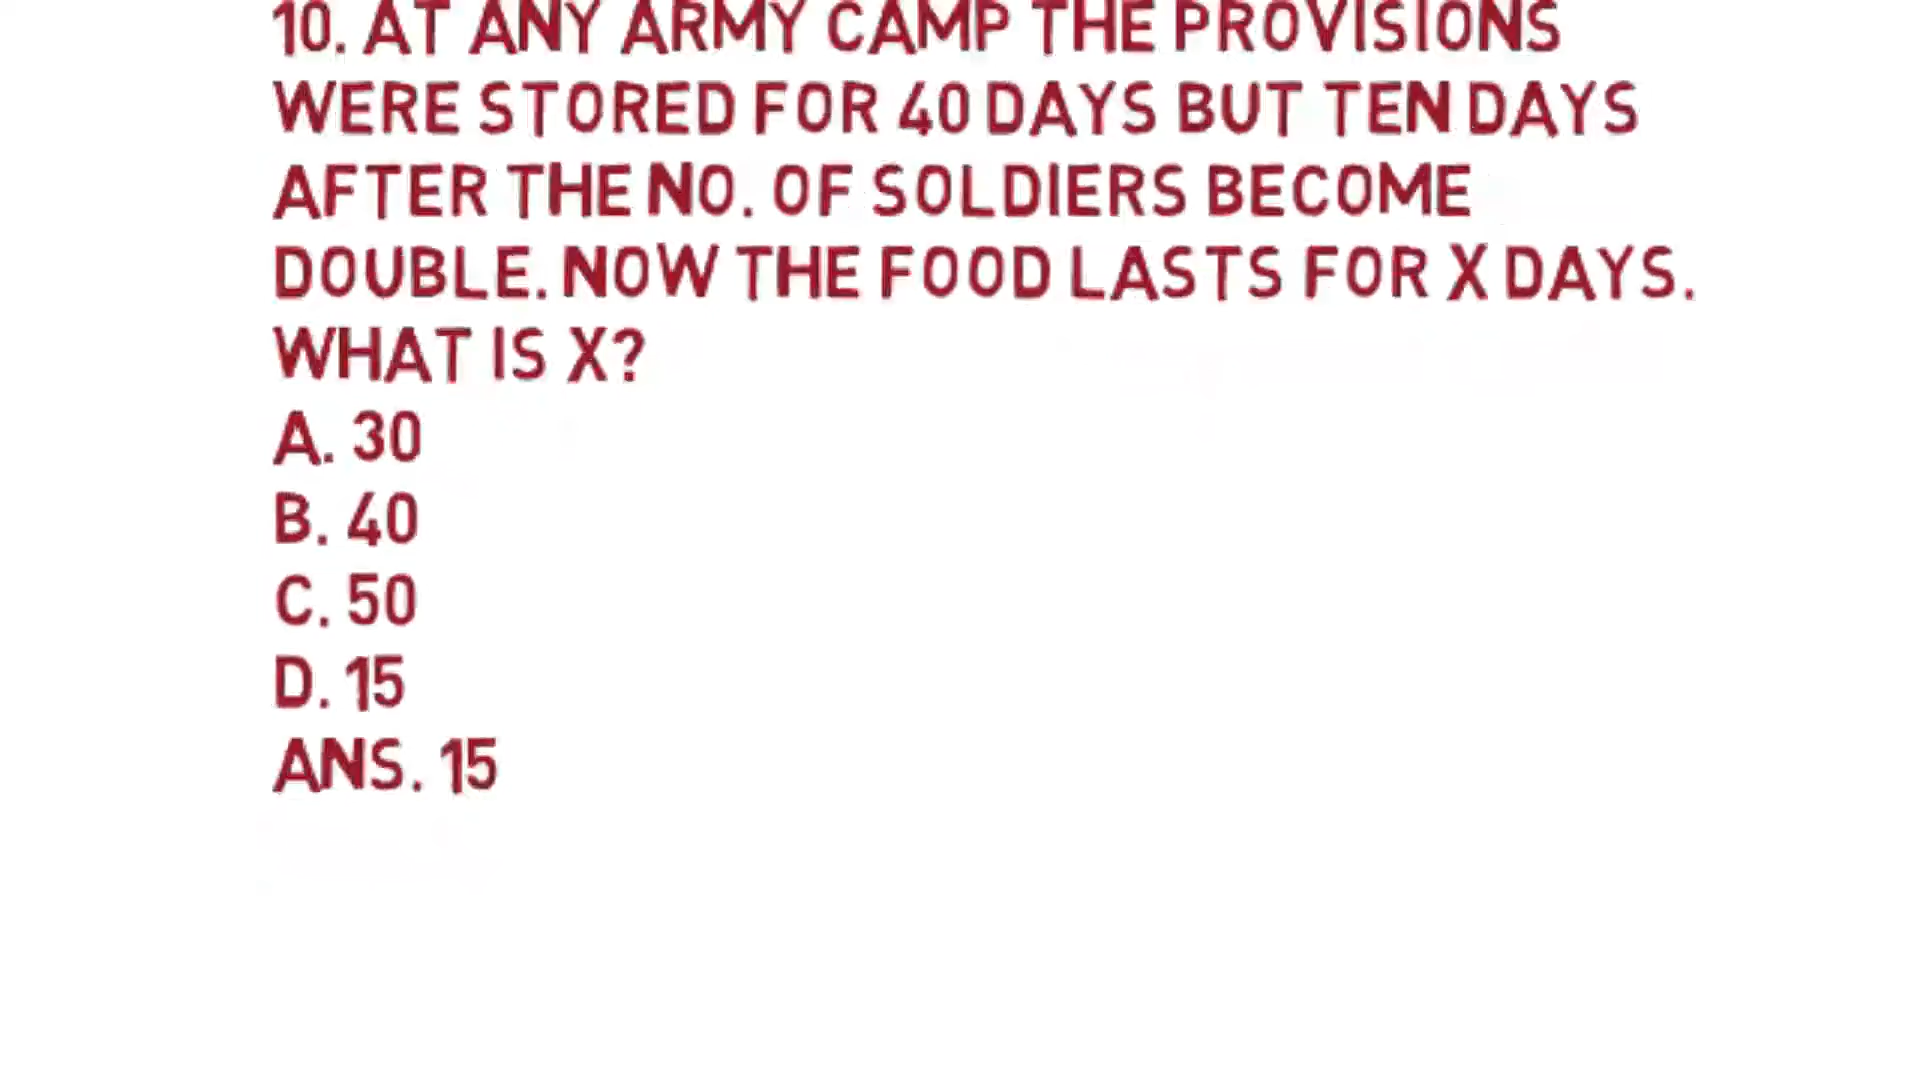 10. AT ANY ARMY CAMP THE PROVISIONS
WERE STORED FOR 40 DAYS BUT TEN DAYS
AFTER THE NO. OF SOLDIERS BECOME
DOUBLE. NOW THE FOOD LASTS FOR X DAYS.
WHAT IS X?
A. 30
B. 40
C. 50
D. 15
ANS. 15